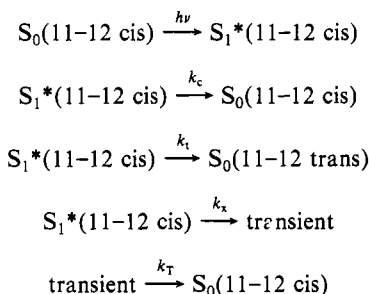 S₀(11–12 cis) —hν→ S₁*(11–12 cis)
S₁*(11–12 cis) —k_c→ S₀(11–12 cis)
S₁*(11–12 cis) —k_t→ S₀(11–12 trans)
S₁*(11–12 cis) —k_x→ transient
transient —k_T→ S₀(11–12 cis)